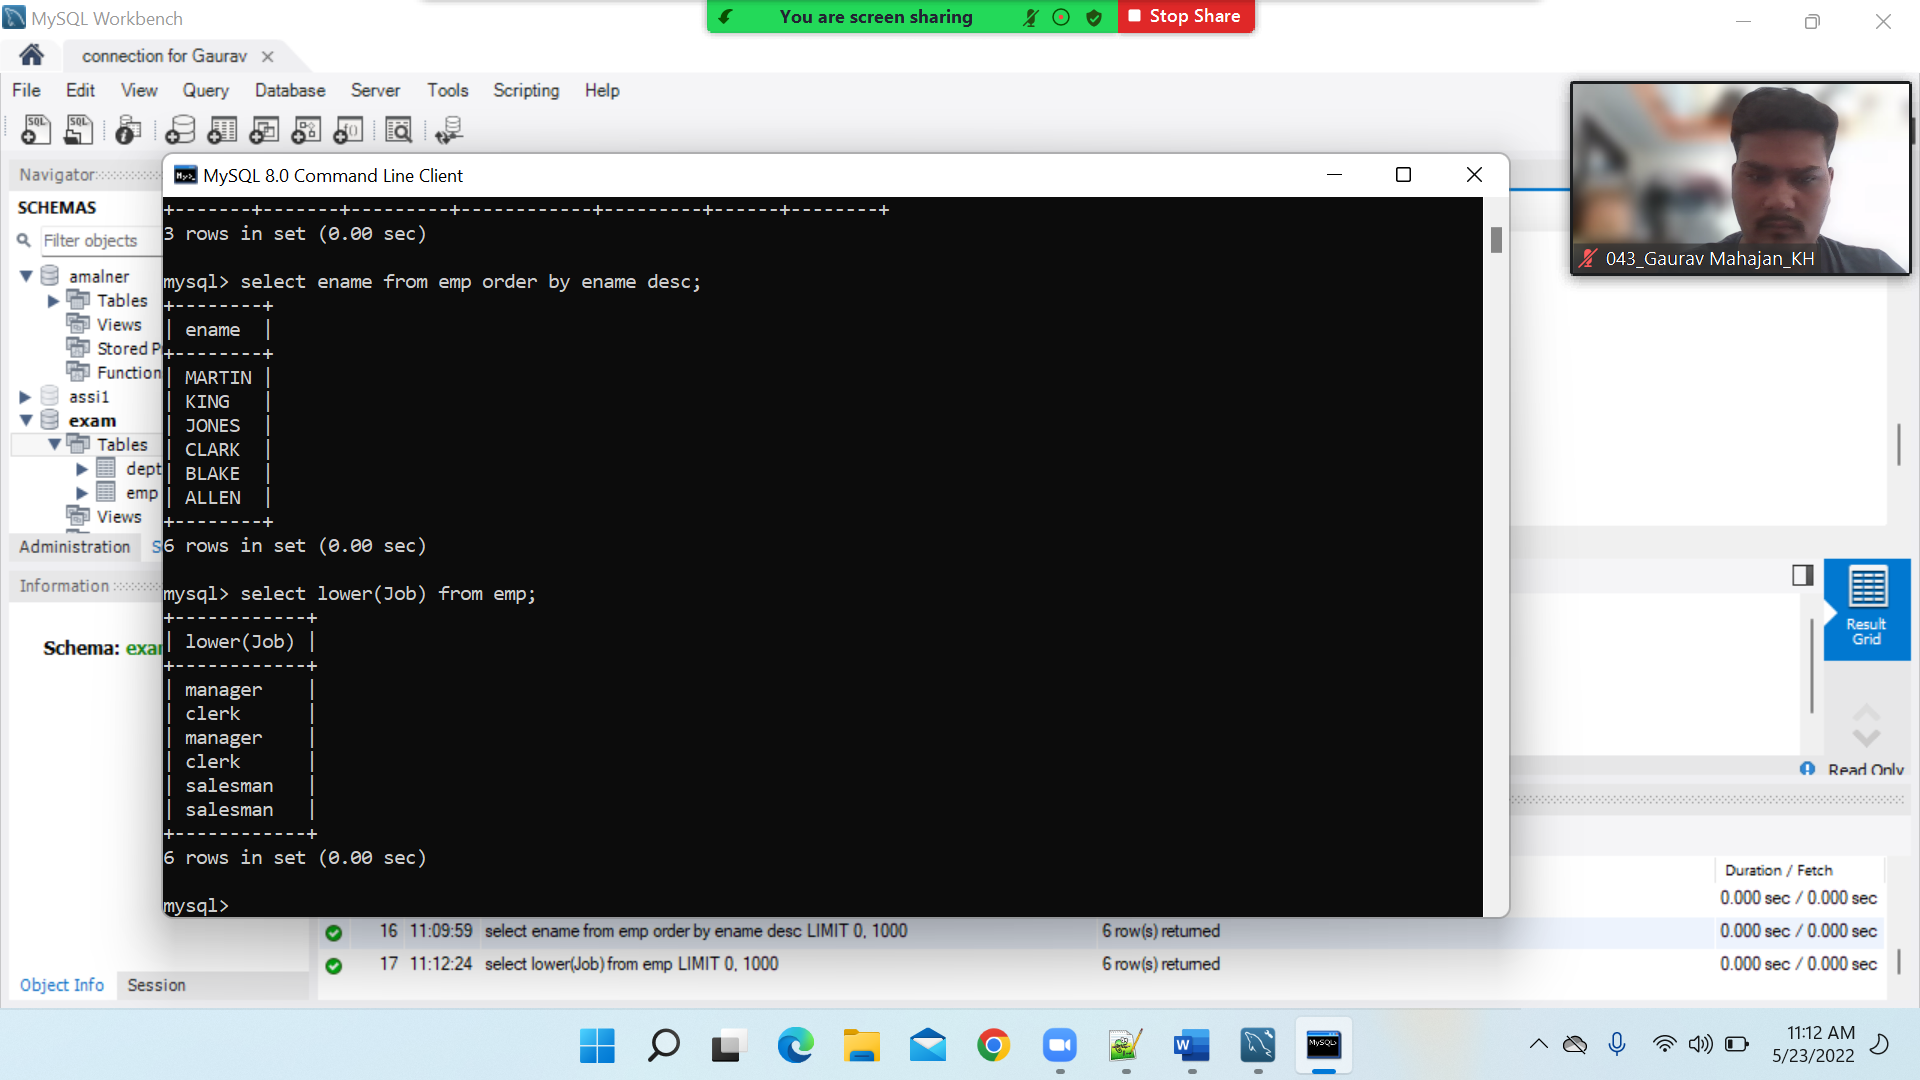 MySQL Workbench
You are screen sharing
Stop Share
connection for Gaurav
File Edit View Query Database Server Tools Scripting Help
Navigator
SCHEMAS
Filter objects
amalner
Tables
Views
Stored P
Function
assi1
exam
Tables
dept
emp
Views
Administration S
Information
Schema: exam
Object Info Session
MySQL 8.0 Command Line Client
+-------+-------+---------+------------+---------+------+--------+
3 rows in set (0.00 sec)
mysql> select ename from emp order by ename desc;
+--------+
| ename  |
+--------+
| MARTIN |
| KING   |
| JONES  |
| CLARK  |
| BLAKE  |
| ALLEN  |
+--------+
6 rows in set (0.00 sec)
mysql> select lower(Job) from emp;
+------------+
| lower(Job) |
+------------+
| manager    |
| clerk      |
| manager    |
| clerk      |
| salesman   |
| salesman   |
+------------+
6 rows in set (0.00 sec)
mysql>
043_Gaurav Mahajan_KH
Result
Grid
Read Only
Duration / Fetch
0.000 sec / 0.000 sec
16 11:09:59 select ename from emp order by ename desc LIMIT 0, 1000 6 row(s) returned 0.000 sec / 0.000 sec
17 11:12:24 select lower(Job) from emp LIMIT 0, 1000 6 row(s) returned 0.000 sec / 0.000 sec
11:12 AM
5/23/2022